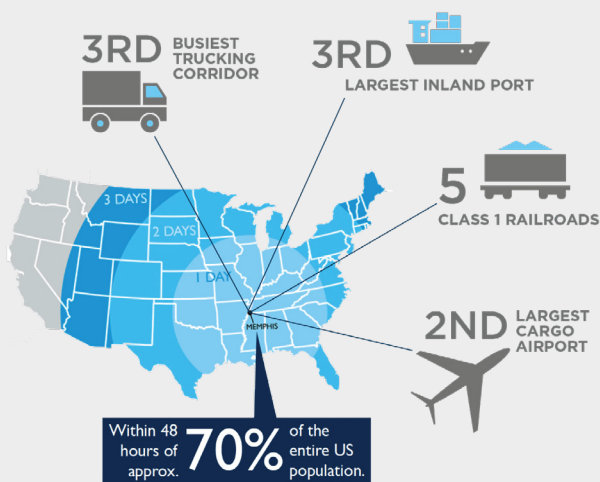 3RD
BUSIEST
TRUCKING
CORRIDOR
3RD
LARGEST INLAND PORT
5
CLASS 1 RAILROADS
3 DAYS
2 DAYS
1 DAY
MEMPHIS
2ND
LARGEST
CARGO
AIRPORT
Within 48
hours of
approx.
70%
of the
entire US
population.